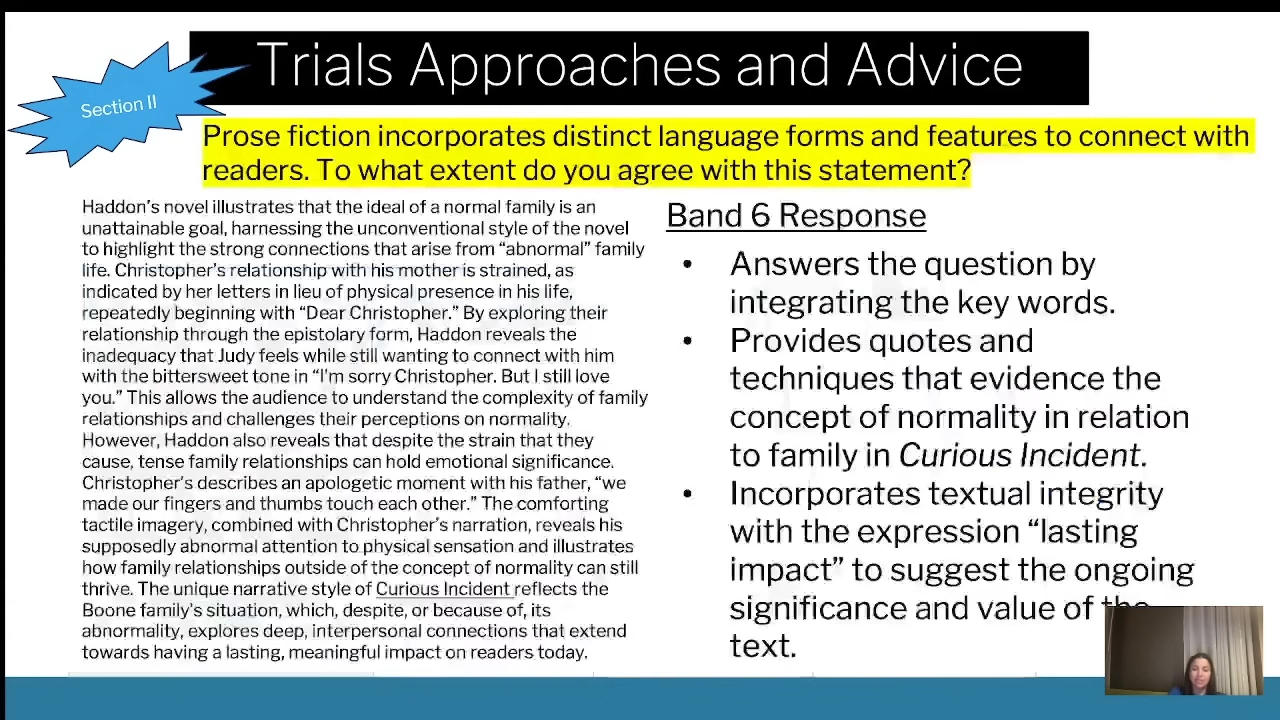 Trials Approaches and Advice
Section II
Prose fiction incorporates distinct language forms and features to connect with
readers. To what extent do you agree with this statement?
Haddon's novel illustrates that the ideal of a normal family is an
unattainable goal, harnessing the unconventional style of the novel
to highlight the strong connections that arise from "abnormal" family
life. Christopher's relationship with his mother is strained, as
indicated by her letters in lieu of physical presence in his life,
repeatedly beginning with "Dear Christopher." By exploring their
relationship through the epistolary form, Haddon reveals the
inadequacy that Judy feels while still wanting to connect with him
with the bittersweet tone in "I'm sorry Christopher. But I still love
you." This allows the audience to understand the complexity of family
relationships and challenges their perceptions on normality.
However, Haddon also reveals that despite the strain that they
cause, tense family relationships can hold emotional significance.
Christopher's describes an apologetic moment with his father, "we
made our fingers and thumbs touch each other." The comforting
tactile imagery, combined with Christopher's narration, reveals his
supposedly abnormal attention to physical sensation and illustrates
how family relationships outside of the concept of normality can still
thrive. The unique narrative style of Curious Incident reflects the
Boone family's situation, which, despite, or because of, its
abnormality, explores deep, interpersonal connections that extend
towards having a lasting, meaningful impact on readers today.
Band 6 Response
• Answers the question by
integrating the key words.
• Provides quotes and
techniques that evidence the
concept of normality in relation
to family in Curious Incident.
• Incorporates textual integrity
with the expression "lasting
impact" to suggest the ongoing
significance and value of the
text.